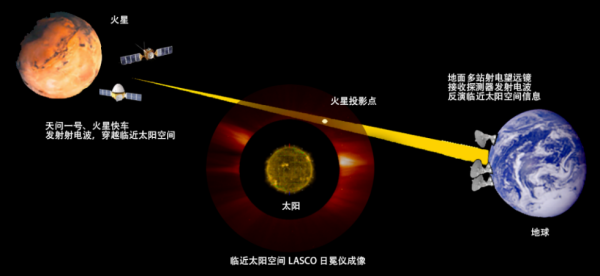 火星
天问一号、火星快车
发射射电波，穿越临近太阳空间
火星投影点
地面多站射电望远镜
接收探测器发射电波
反演临近太阳空间信息
太阳
地球
临近太阳空间 LASCO 日冕仪成像